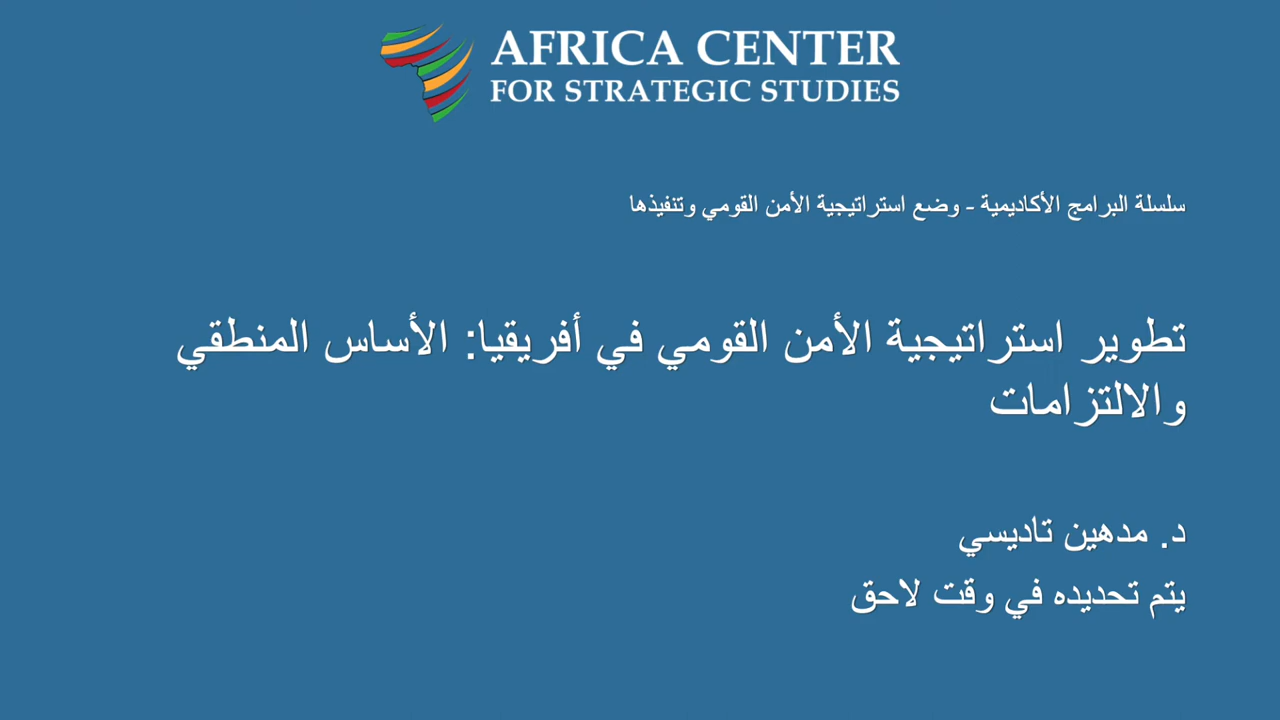 AFRICA CENTER
FOR STRATEGIC STUDIES
سلسلة البرامج الأكاديمية - وضع استراتيجية الأمن القومي وتنفيذها
تطوير استراتيجية الأمن القومي في أفريقيا: الأساس المنطقي
والالتزامات
د. مدهين تاديسي
يتم تحديده في وقت لاحق